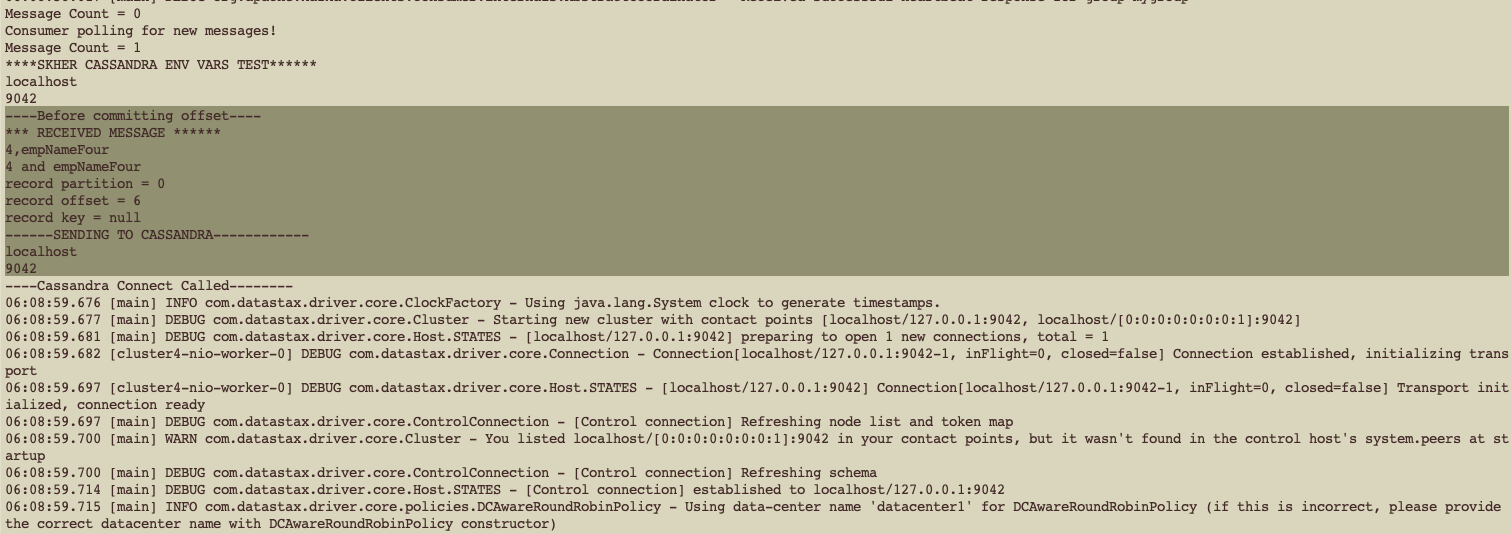 Message Count = 0
Consumer polling for new messages!
Message Count = 1
****SKHER CASSANDRA ENV VARS TEST******
localhost
9042
----Before committing offset----
*** RECEIVED MESSAGE ******
4,empNameFour
4 and empNameFour
record partition = 0
record offset = 6
record key = null
------SENDING TO CASSANDRA------------
localhost
9042
----Cassandra Connect Called--------
06:08:59.676 [main] INFO com.datastax.driver.core.ClockFactory - Using java.lang.System clock to generate timestamps.
06:08:59.677 [main] DEBUG com.datastax.driver.core.Cluster - Starting new cluster with contact points [localhost/127.0.0.1:9042, localhost/[0:0:0:0:0:0:0:1]:9042]
06:08:59.681 [main] DEBUG com.datastax.driver.core.Host.STATES - [localhost/127.0.0.1:9042] preparing to open 1 new connections, total = 1
06:08:59.682 [cluster4-nio-worker-0] DEBUG com.datastax.driver.core.Connection - Connection[localhost/127.0.0.1:9042-1, inFlight=0, closed=false] Connection established, initializing trans
port
06:08:59.697 [cluster4-nio-worker-0] DEBUG com.datastax.driver.core.Host.STATES - [localhost/127.0.0.1:9042] Connection[localhost/127.0.0.1:9042-1, inFlight=0, closed=false] Transport init
ialized, connection ready
06:08:59.697 [main] DEBUG com.datastax.driver.core.ControlConnection - [Control connection] Refreshing node list and token map
06:08:59.700 [main] WARN com.datastax.driver.core.Cluster - You listed localhost/[0:0:0:0:0:0:0:1]:9042 in your contact points, but it wasn't found in the control host's system.peers at st
artup
06:08:59.700 [main] DEBUG com.datastax.driver.core.ControlConnection - [Control connection] Refreshing schema
06:08:59.714 [main] DEBUG com.datastax.driver.core.Host.STATES - [Control connection] established to localhost/127.0.0.1:9042
06:08:59.715 [main] INFO com.datastax.driver.core.policies.DCAwareRoundRobinPolicy - Using data-center name 'datacenter1' for DCAwareRoundRobinPolicy (if this is incorrect, please provide
the correct datacenter name with DCAwareRoundRobinPolicy constructor)